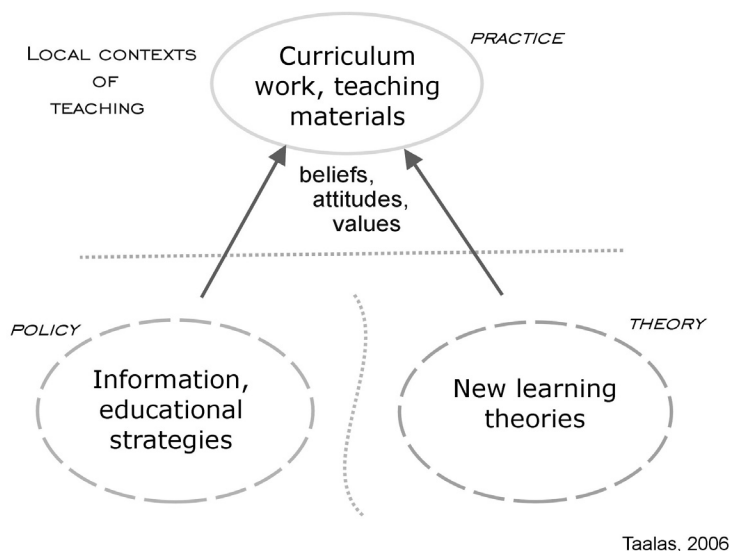 PRACTICE
LOCAL CONTEXTS
OF
TEACHING
Curriculum
work, teaching
materials
beliefs,
attitudes,
values
POLICY
THEORY
Information,
educational
strategies
New learning
theories
Taalas. 2006